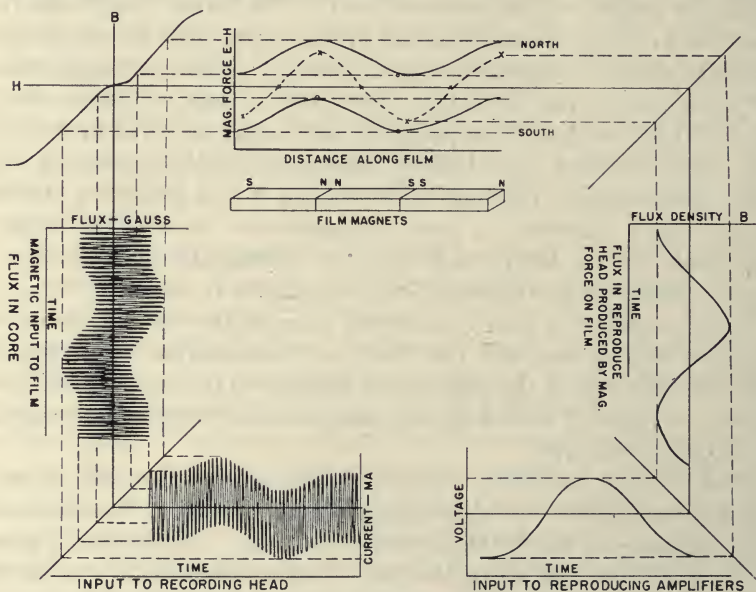 B
H
MAG. FORCE E-H
NORTH
SOUTH
DISTANCE ALONG FILM
S N N S S N
FILM MAGNETS
FLUX GAUSS
TIME
MAGNETIC INPUT TO FILM
FLUX IN CORE
FLUX DENSITY B
TIME
FLUX IN REPRODUCE
HEAD PRODUCED BY MAG.
FORCE ON FILM.
CURRENT—MA
TIME
INPUT TO RECORDING HEAD
VOLTAGE
TIME
INPUT TO REPRODUCING AMPLIFIERS